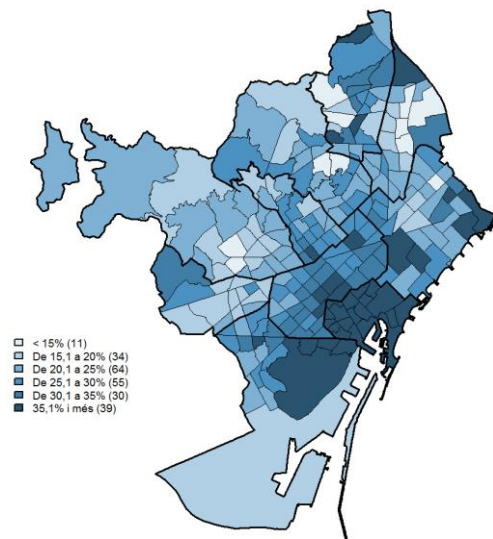 < 15% (11)
De 15,1 a 20% (34)
De 20,1 a 25% (64)
De 25,1 a 30% (55)
De 30,1 a 35% (30)
35,1% i més (39)